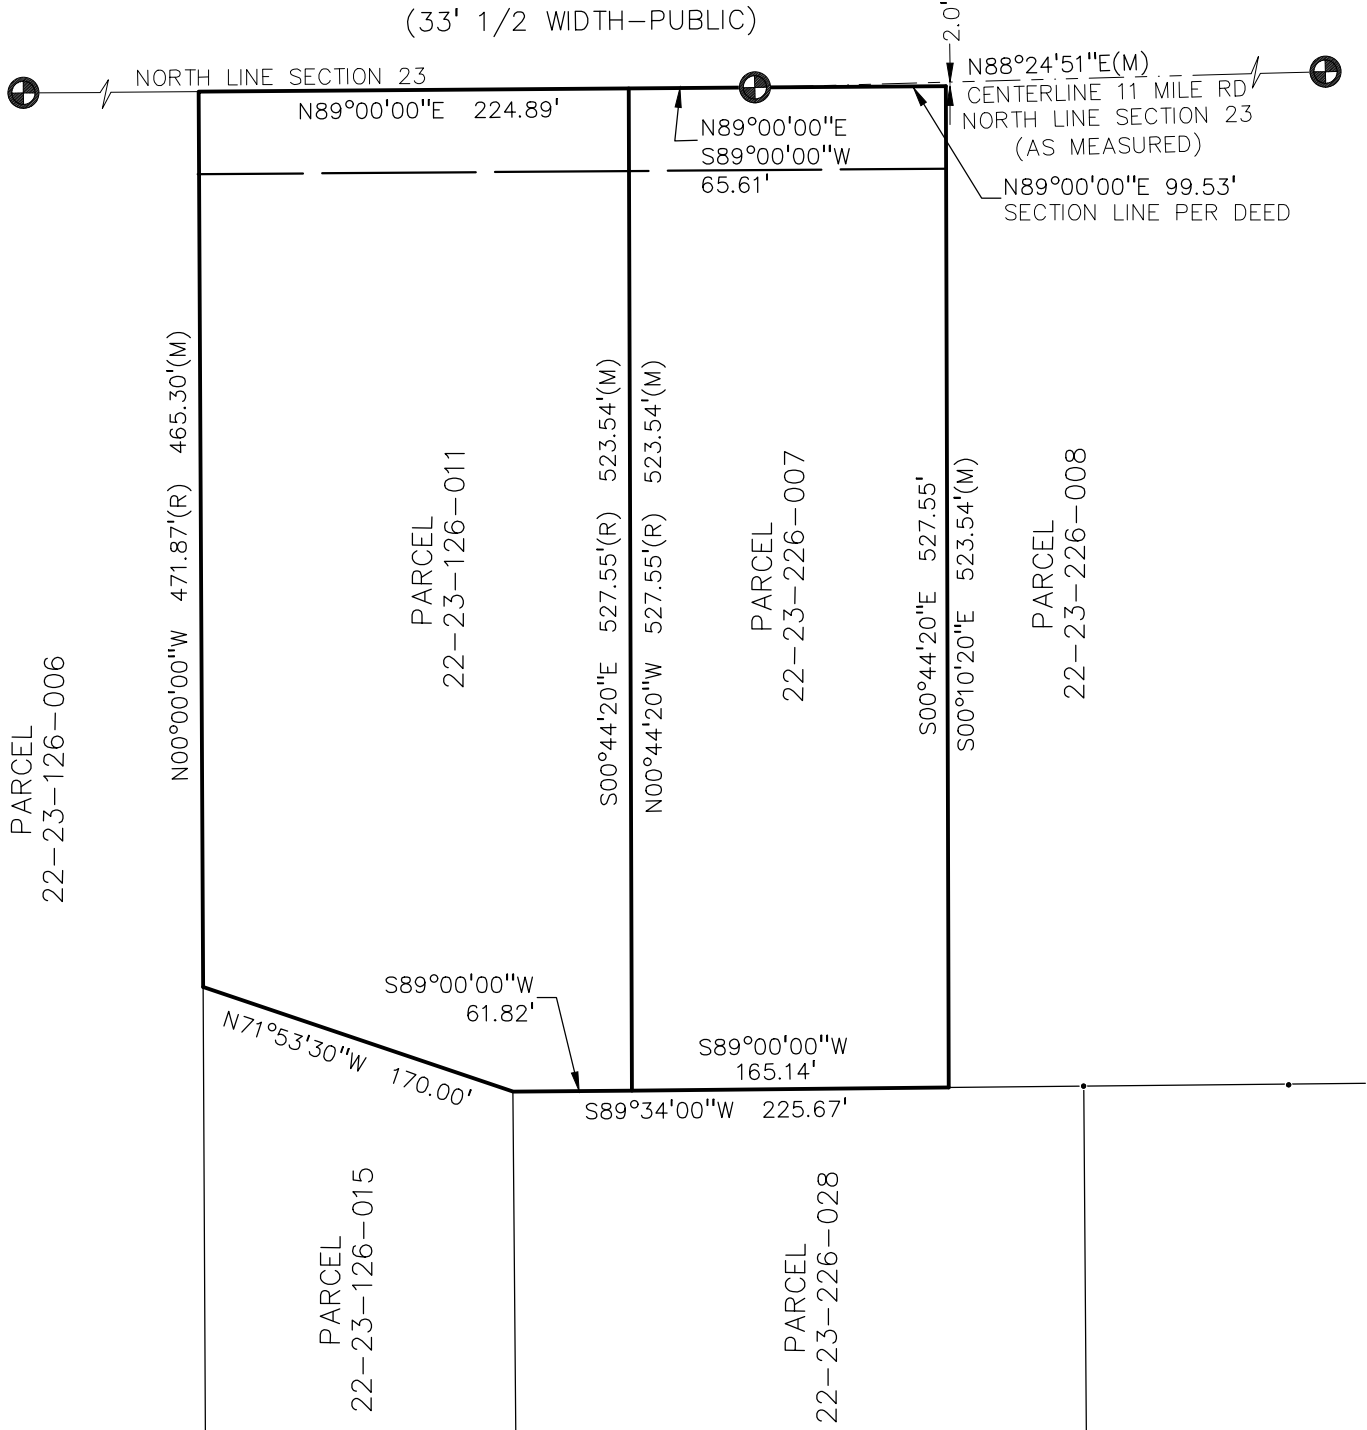 (33' 1/2 WIDTH-PUBLIC)
2.0'
NORTH LINE SECTION 23
N88°24'51"E(M)
CENTERLINE 11 MILE RD
NORTH LINE SECTION 23
(AS MEASURED)
N89°00'00"E 224.89'
N89°00'00"E
S89°00'00"W
65.61'
N89°00'00"E 99.53'
SECTION LINE PER DEED
N00°00'00"W 471.87'(R) 465.30'(M)
PARCEL
22-23-126-011
S00°44'20"E 527.55'(R) 523.54'(M)
N00°44'20"W 527.55'(R) 523.54'(M)
PARCEL
22-23-226-007
S00°44'20"E 527.55'
S00°10'20"E 523.54'(M)
PARCEL
22-23-226-008
PARCEL
22-23-126-006
S89°00'00"W
61.82'
N71°53'30"W 170.00'
S89°00'00"W
165.14'
S89°34'00"W 225.67'
PARCEL
22-23-126-015
PARCEL
22-23-226-028